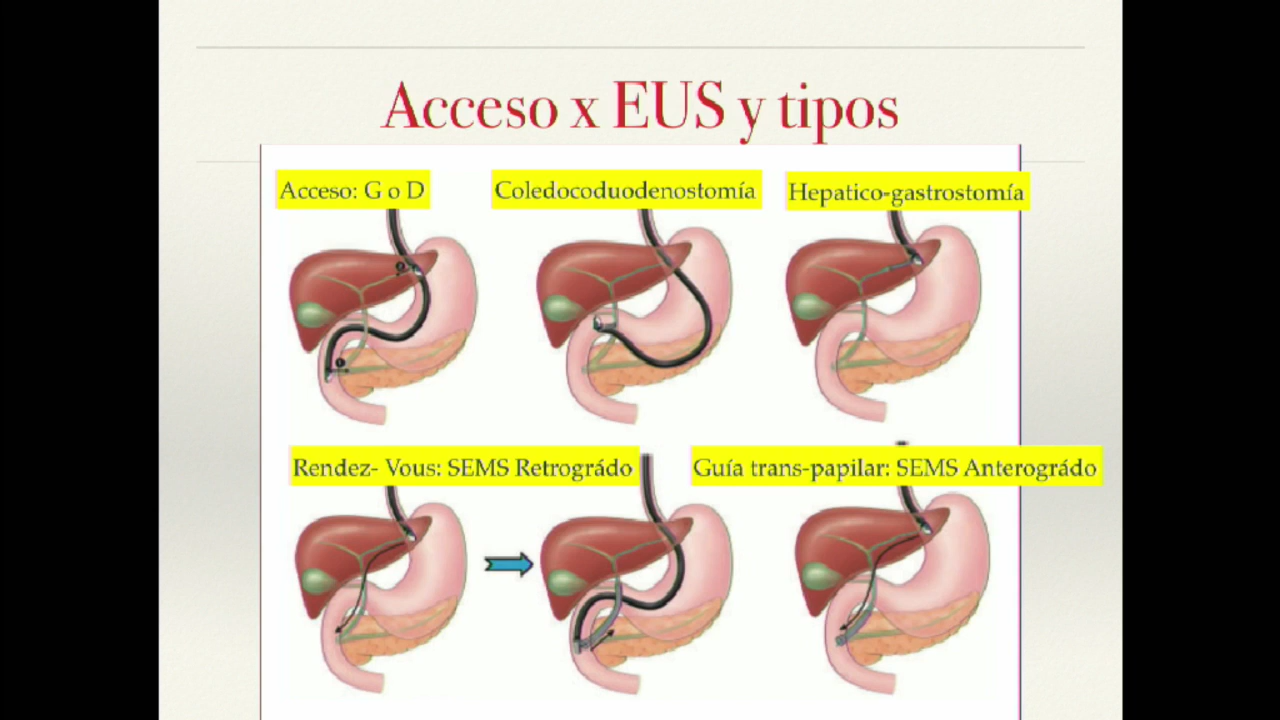 Acceso x EUS y tipos
Acceso: G o D
Coledocoduodenostomía
Hepatico-gastrostomía
Rendez- Vous: SEMS Retrográdo
Guía trans-papilar: SEMS Anterográdo